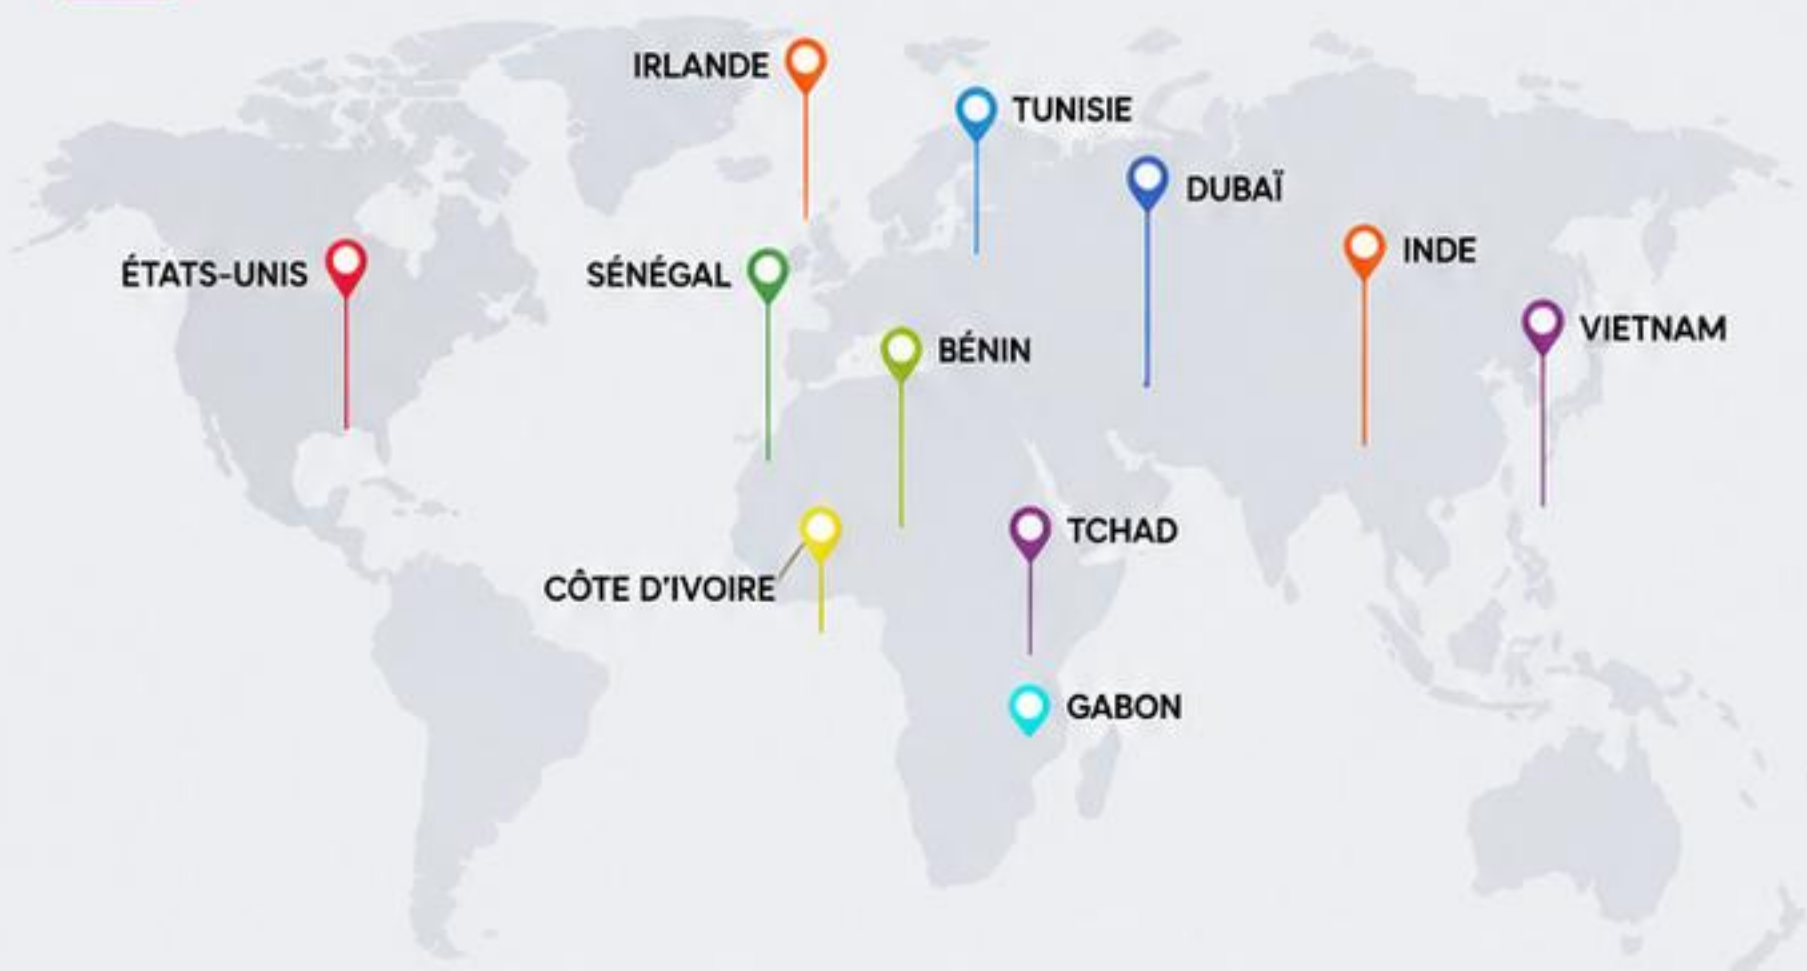 IRLANDE
TUNISIE
DUBAÏ
INDE
ÉTATS-UNIS
SÉNÉGAL
VIETNAM
BÉNIN
TCHAD
CÔTE D'IVOIRE
GABON